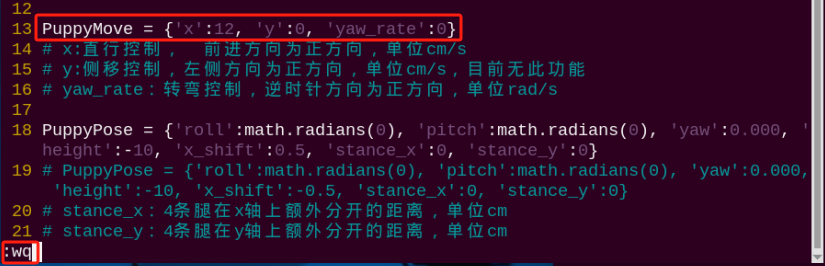 12
13 PuppyMove = {'x':12, 'y':0, 'yaw_rate':0}
14 # x:直行控制， 前进方向为正方向，单位cm/s
15 # y:侧移控制，左侧方向为正方向，单位cm/s，目前无此功能
16 # yaw_rate：转弯控制，逆时针方向为正方向，单位rad/s
17
18 PuppyPose = {'roll':math.radians(0), 'pitch':math.radians(0), 'yaw':0.000, '
height':-10, 'x_shift':0.5, 'stance_x':0, 'stance_y':0}
19 # PuppyPose = {'roll':math.radians(0), 'pitch':math.radians(0), 'yaw':0.000,
'height':-10, 'x_shift':-0.5, 'stance_x':0, 'stance_y':0}
20 # stance_x：4条腿在x轴上额外分开的距离，单位cm
21 # stance_y：4条腿在y轴上额外分开的距离，单位cm
:wq